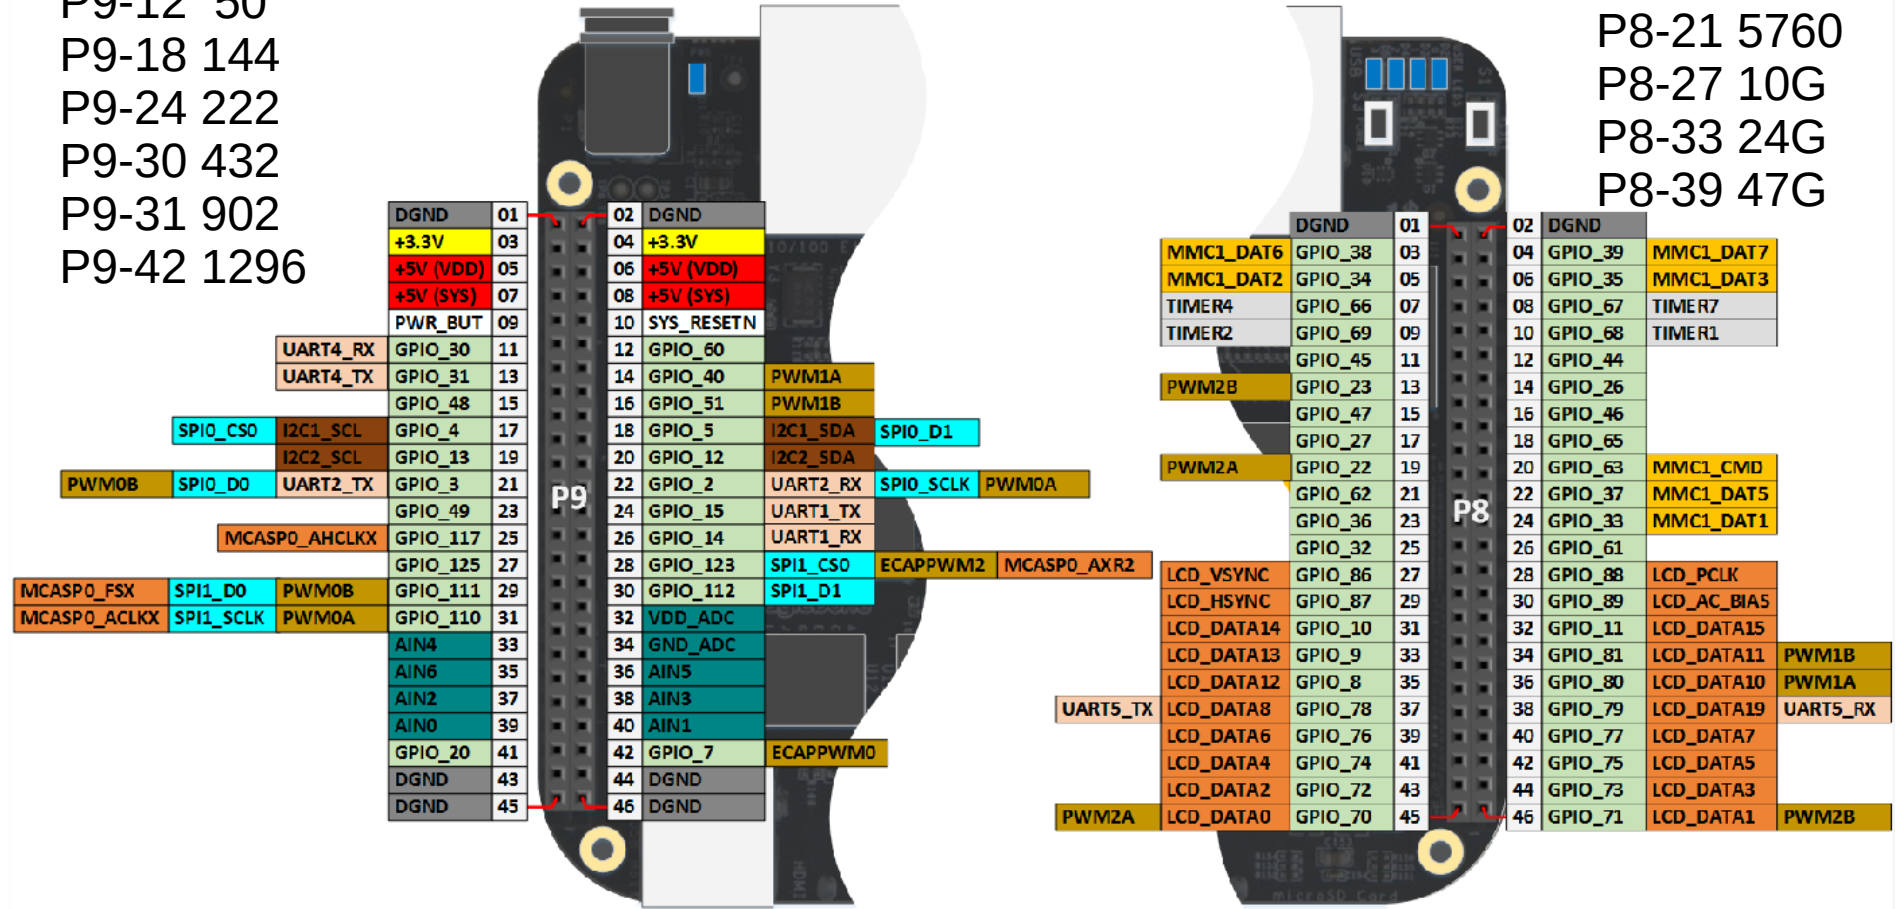 P9-12 50
P9-18 144
P9-24 222
P9-30 432
P9-31 902
P9-42 1296
P8-21 5760
P8-27 10G
P8-33 24G
P8-39 47G
DGND 01 02 DGND
+3.3V 03 04 +3.3V
+5V (VDD) 05 06 +5V (VDD)
+5V (SYS) 07 08 +5V (SYS)
PWR_BUT 09 10 SYS_RESETN
UART4_RX GPIO_30 11 12 GPIO_60
UART4_TX GPIO_31 13 14 GPIO_40 PWM1A
GPIO_48 15 16 GPIO_51 PWM1B
SPI0_CS0 I2C1_SCL GPIO_4 17 18 GPIO_5 I2C1_SDA SPI0_D1
I2C2_SCL GPIO_13 19 20 GPIO_12 I2C2_SDA
PWM0B SPI0_D0 UART2_TX GPIO_3 21 22 GPIO_2 UART2_RX SPI0_SCLK PWM0A
P9
GPIO_49 23 24 GPIO_15 UART1_TX
MCASP0_AHCLKX GPIO_117 25 26 GPIO_14 UART1_RX
GPIO_125 27 28 GPIO_123 SPI1_CS0 ECAPPWM2 MCASP0_AXR2
MCASP0_FSX SPI1_D0 PWM0B GPIO_111 29 30 GPIO_112 SPI1_D1
MCASP0_ACLKX SPI1_SCLK PWM0A GPIO_110 31 32 VDD_ADC
AIN4 33 34 GND_ADC
AIN6 35 36 AIN5
AIN2 37 38 AIN3
AIN0 39 40 AIN1
GPIO_20 41 42 GPIO_7 ECAPPWM0
DGND 43 44 DGND
DGND 45 46 DGND
HDMI
USB
S3
S1
DGND 01 02 DGND
MMC1_DAT6 GPIO_38 03 04 GPIO_39 MMC1_DAT7
MMC1_DAT2 GPIO_34 05 06 GPIO_35 MMC1_DAT3
TIMER4 GPIO_66 07 08 GPIO_67 TIMER7
TIMER2 GPIO_69 09 10 GPIO_68 TIMER1
GPIO_45 11 12 GPIO_44
PWM2B GPIO_23 13 14 GPIO_26
GPIO_47 15 16 GPIO_46
GPIO_27 17 18 GPIO_65
PWM2A GPIO_22 19 20 GPIO_63 MMC1_CMD
GPIO_62 21 22 GPIO_37 MMC1_DAT5
P8
GPIO_36 23 24 GPIO_33 MMC1_DAT1
GPIO_32 25 26 GPIO_61
LCD_VSYNC GPIO_86 27 28 GPIO_88 LCD_PCLK
LCD_HSYNC GPIO_87 29 30 GPIO_89 LCD_AC_BIAS
LCD_DATA14 GPIO_10 31 32 GPIO_11 LCD_DATA15
LCD_DATA13 GPIO_9 33 34 GPIO_81 LCD_DATA11 PWM1B
LCD_DATA12 GPIO_8 35 36 GPIO_80 LCD_DATA10 PWM1A
UART5_TX LCD_DATA8 GPIO_78 37 38 GPIO_79 LCD_DATA19 UART5_RX
LCD_DATA6 GPIO_76 39 40 GPIO_77 LCD_DATA7
LCD_DATA4 GPIO_74 41 42 GPIO_75 LCD_DATA5
LCD_DATA2 GPIO_72 43 44 GPIO_73 LCD_DATA3
PWM2A LCD_DATA0 GPIO_70 45 46 GPIO_71 LCD_DATA1 PWM2B
microSD Card